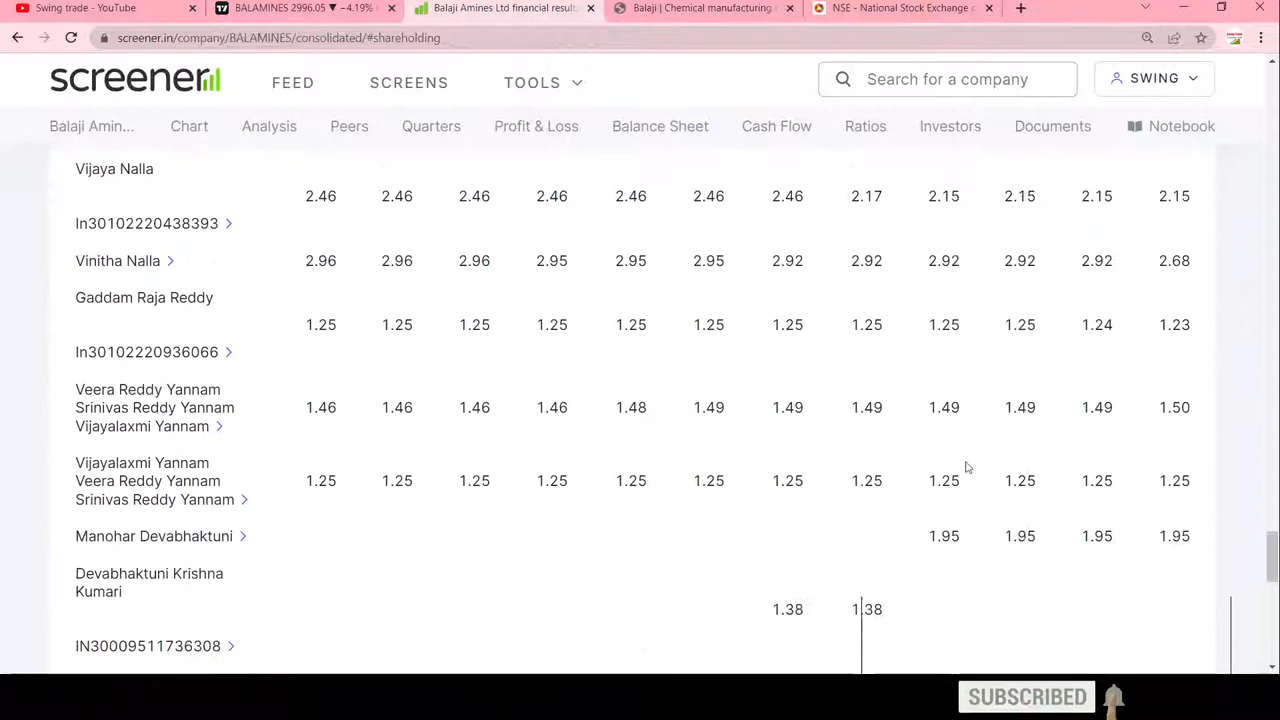 Swing trade - YouTube
BALAMINES 2996.05 ▼ −4.19%
Balaji Amines Ltd financial result
Balaji | Chemical manufacturing
NSE - National Stock Exchange
screener.in/company/BALAMINES/consolidated/#shareholding
screener
FEED SCREENS TOOLS
Search for a company
SWING
Balaji Amin... Chart Analysis Peers Quarters Profit & Loss Balance Sheet Cash Flow Ratios Investors Documents Notebook
Vijaya Nalla
2.46 2.46 2.46 2.46 2.46 2.46 2.46 2.17 2.15 2.15 2.15 2.15
In30102220438393
Vinitha Nalla 2.96 2.96 2.96 2.95 2.95 2.95 2.92 2.92 2.92 2.92 2.92 2.68
Gaddam Raja Reddy
1.25 1.25 1.25 1.25 1.25 1.25 1.25 1.25 1.25 1.25 1.24 1.23
In30102220936066
Veera Reddy Yannam
Srinivas Reddy Yannam 1.46 1.46 1.46 1.46 1.48 1.49 1.49 1.49 1.49 1.49 1.49 1.50
Vijayalaxmi Yannam
Vijayalaxmi Yannam
Veera Reddy Yannam 1.25 1.25 1.25 1.25 1.25 1.25 1.25 1.25 1.25 1.25 1.25 1.25
Srinivas Reddy Yannam
Manohar Devabhaktuni 1.95 1.95 1.95 1.95
Devabhaktuni Krishna
Kumari
1.38 1.38
IN30009511736308
SUBSCRIBED